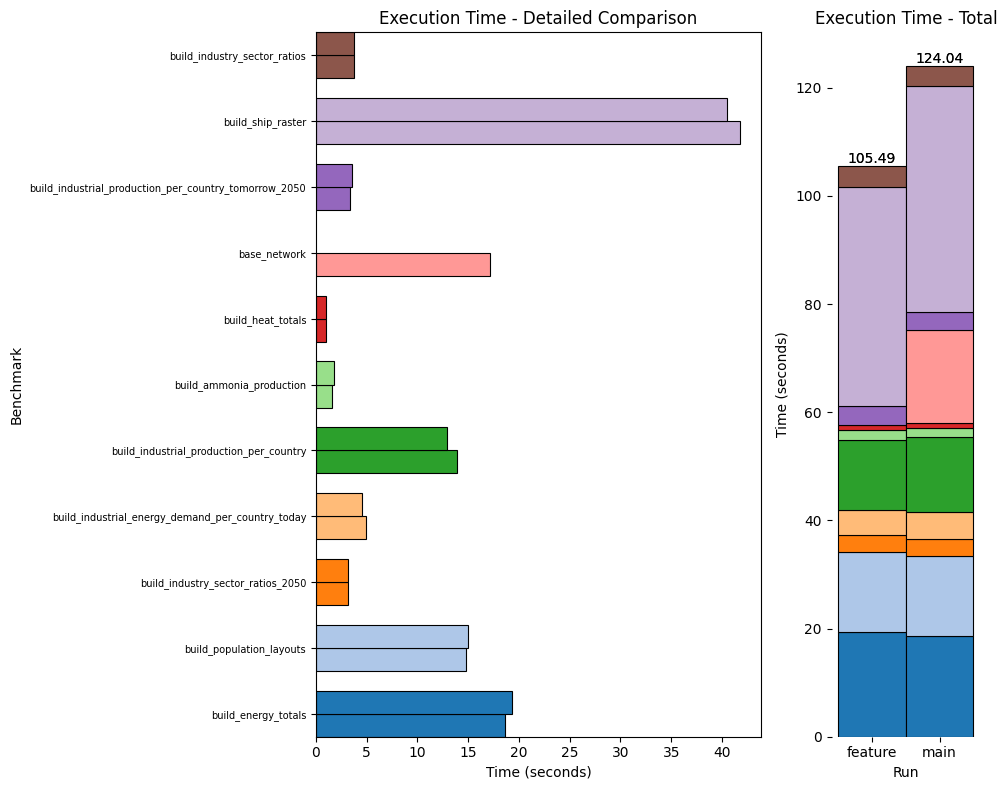 Execution Time - Detailed Comparison
Benchmark
build_industry_sector_ratios
build_ship_raster
build_industrial_production_per_country_tomorrow_2050
base_network
build_heat_totals
build_ammonia_production
build_industrial_production_per_country
build_industrial_energy_demand_per_country_today
build_industry_sector_ratios_2050
build_population_layouts
build_energy_totals
0 5 10 15 20 25 30 35 40
Time (seconds)
Execution Time - Total
Time (seconds)
120
100
80
60
40
20
0
105.49
124.04
feature main
Run